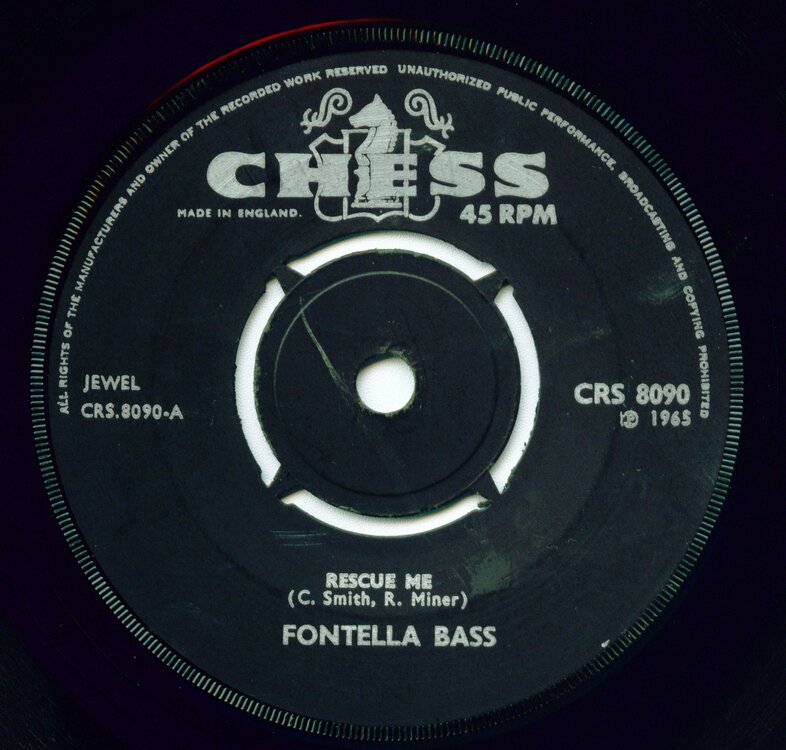 ALL RIGHTS OF THE MANUFACTURERS AND OWNER OF THE RECORDED WORK RESERVED UNAUTHORIZED PUBLIC PERFORMANCE, BROADCASTING AND COPYING PROHIBITED
CHESS
MADE IN ENGLAND.
45 RPM
JEWEL
CRS.8090-A
CRS 8090
℗ 1965
RESCUE ME
(C. Smith, R. Miner)
FONTELLA BASS